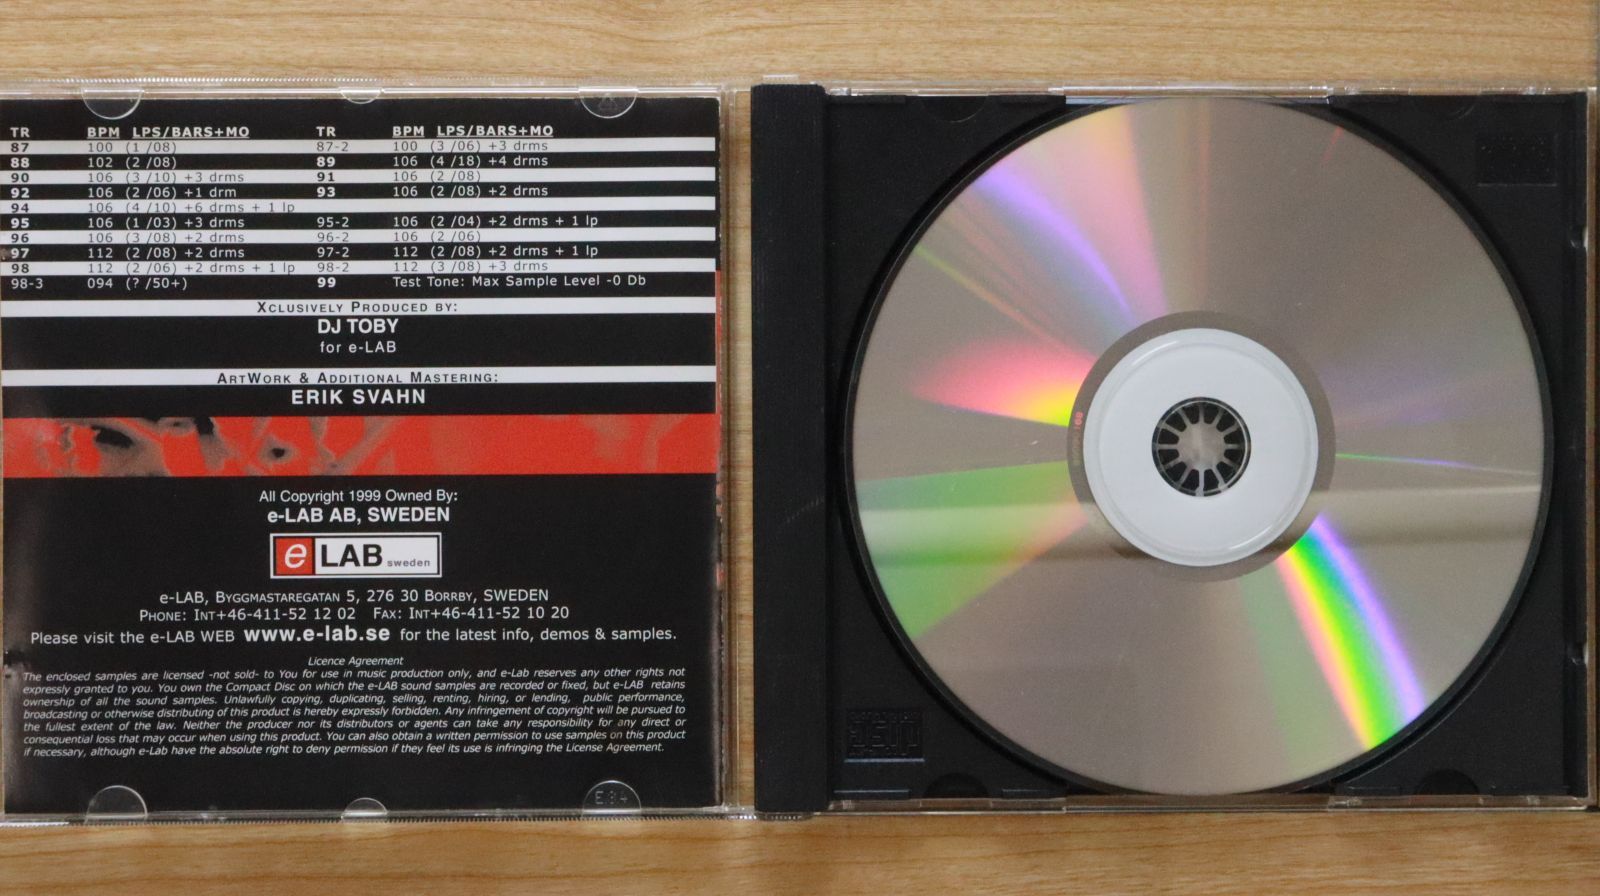 TR BPM LPS/BARS+MO TR BPM LPS/BARS+MO
87 100 (1 /08) 87-2 100 (3 /06) +3 drms
88 102 (2 /08) 89 106 (4 /18) +4 drms
90 106 (3 /10) +3 drms 91 106 (2 /08)
92 106 (2 /06) +1 drm 93 106 (2 /08) +2 drms
94 106 (4 /10) +6 drms + 1 lp
95 106 (1 /03) +3 drms 95-2 106 (2 /04) +2 drms + 1 lp
96 106 (3 /08) +2 drms 96-2 106 (2 /06)
97 112 (2 /08) +2 drms 97-2 112 (2 /08) +2 drms + 1 lp
98 112 (2 /06) +2 drms + 1 lp 98-2 112 (3 /08) +3 drms
98-3 094 (? /50+) 99 Test Tone: Max Sample Level -0 Db
XCLUSIVELY PRODUCED BY:
DJ TOBY
for e-LAB
ARTWORK & ADDITIONAL MASTERING:
ERIK SVAHN
All Copyright 1999 Owned By:
e-LAB AB, SWEDEN
e LAB sweden
e-LAB, BYGGMASTAREGATAN 5, 276 30 BORRBY, SWEDEN
PHONE: INT+46-411-52 12 02 FAX: INT+46-411-52 10 20
Please visit the e-LAB WEB www.e-lab.se for the latest info, demos & samples.
Licence Agreement
The enclosed samples are licensed -not sold- to You for use in music production only, and e-Lab reserves any other rights not
expressly granted to you. You own the Compact Disc on which the e-LAB sound samples are recorded or fixed, but e-LAB retains
ownership of all the sound samples. Unlawfully copying, duplicating, selling, renting, hiring, or lending, public performance,
broadcasting or otherwise distributing of this product is hereby expressly forbidden. Any infringement of copyright will be pursued to
the fullest extent of the law. Neither the producer nor its distributors or agents can take any responsibility for any direct or
consequential loss that may occur when using this product. You can also obtain a written permission to use samples on this product
if necessary, although e-Lab have the absolute right to deny permission if they feel its use is infringing the License Agreement.